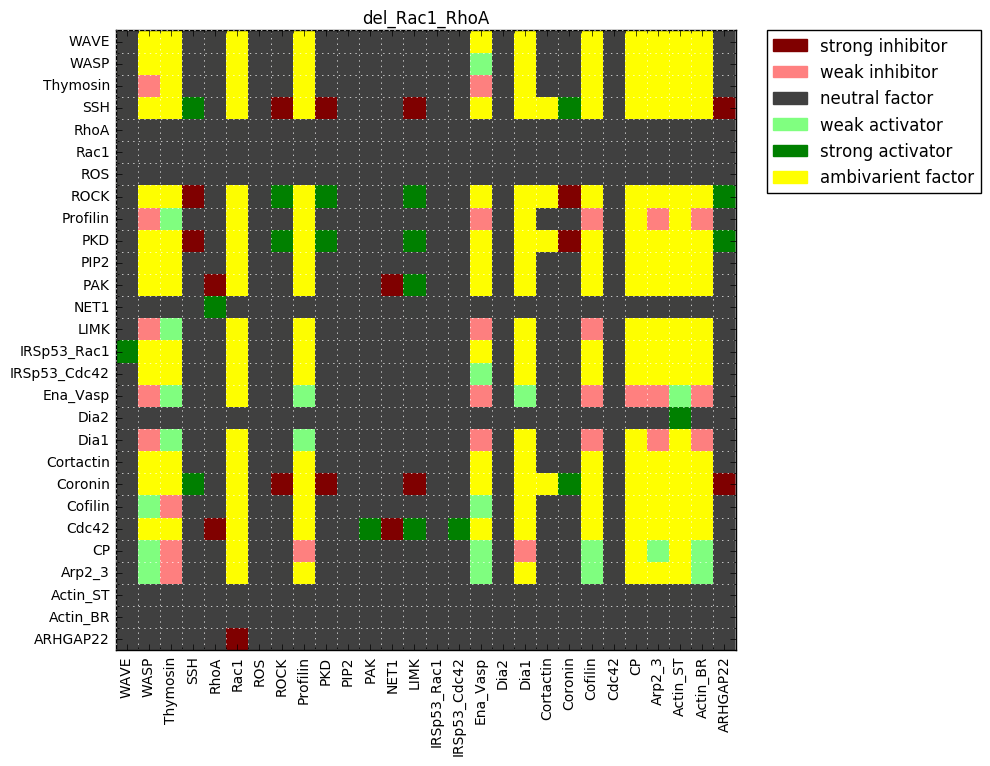 del_Rac1_RhoA
strong inhibitor
weak inhibitor
neutral factor
weak activator
strong activator
ambivarient factor
WAVE
WASP
Thymosin
SSH
RhoA
Rac1
ROS
ROCK
Profilin
PKD
PIP2
PAK
NET1
LIMK
IRSp53_Rac1
IRSp53_Cdc42
Ena_Vasp
Dia2
Dia1
Cortactin
Coronin
Cofilin
Cdc42
CP
Arp2_3
Actin_ST
Actin_BR
ARHGAP22
WAVE
WASP
Thymosin
SSH
RhoA
Rac1
ROS
ROCK
Profilin
PKD
PIP2
PAK
NET1
LIMK
IRSp53_Rac1
IRSp53_Cdc42
Ena_Vasp
Dia2
Dia1
Cortactin
Coronin
Cofilin
Cdc42
CP
Arp2_3
Actin_ST
Actin_BR
ARHGAP22